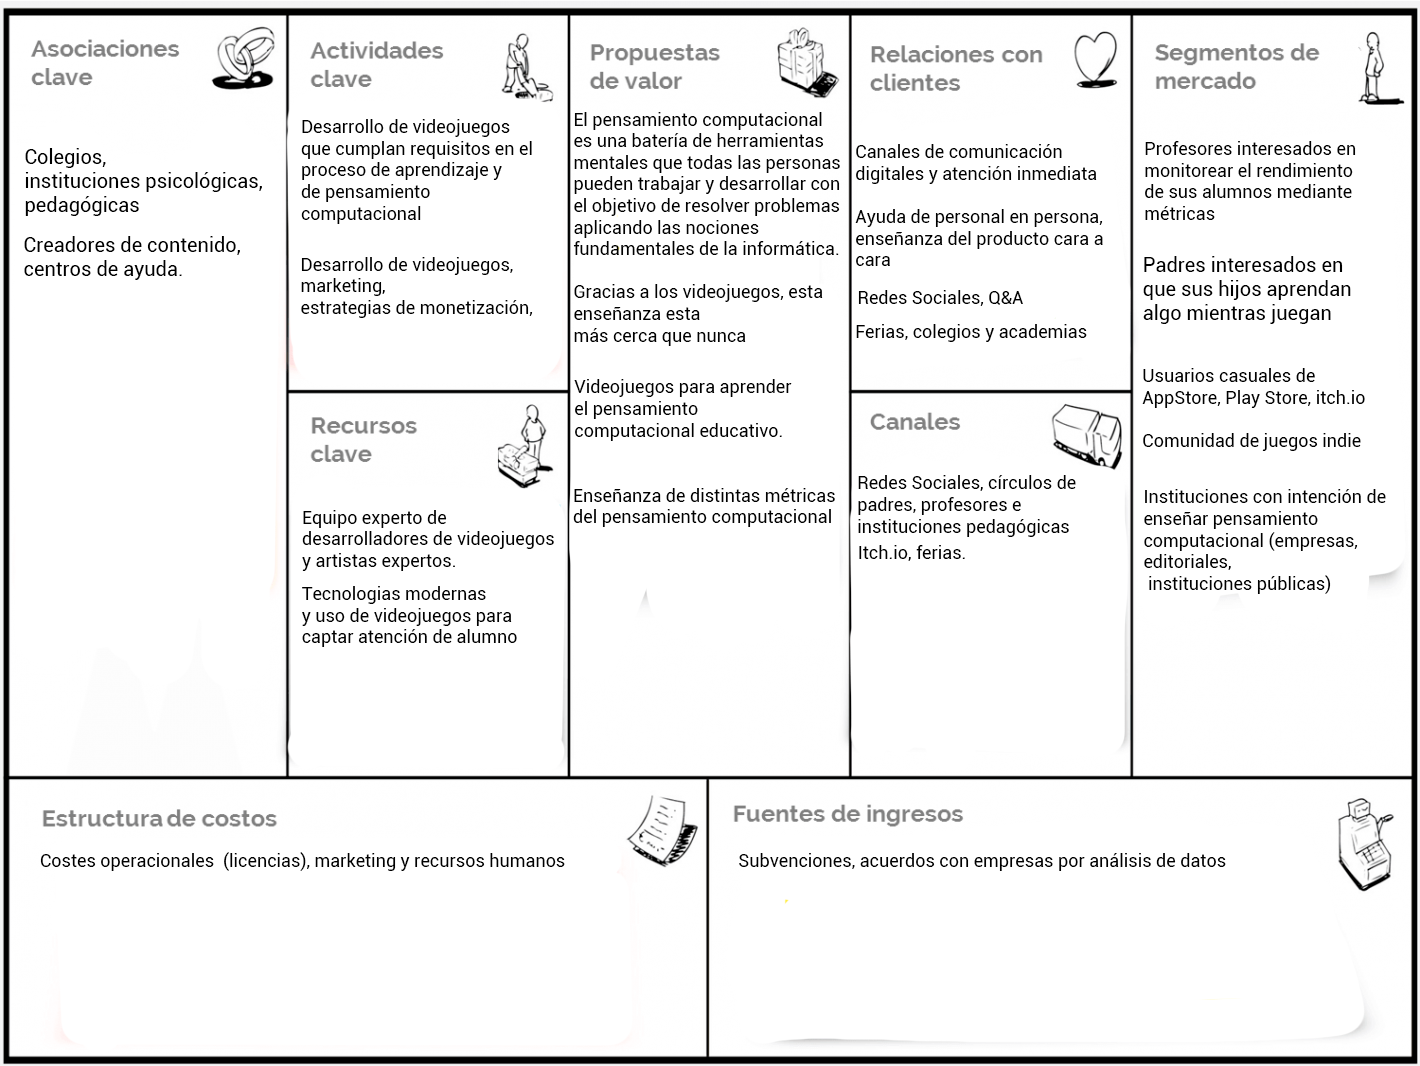 Asociaciones
clave
Colegios,
instituciones psicológicas,
pedagógicas
Creadores de contenido,
centros de ayuda.
Actividades
clave
Desarrollo de videojuegos
que cumplan requisitos en el
proceso de aprendizaje y
de pensamiento
computacional
Desarrollo de videojuegos,
marketing,
estrategias de monetización,
Recursos
clave
Equipo experto de
desarrolladores de videojuegos
y artistas expertos.
Tecnologias modernas
y uso de videojuegos para
captar atención de alumno
Propuestas
de valor
El pensamiento computacional
es una batería de herramientas
mentales que todas las personas
pueden trabajar y desarrollar con
el objetivo de resolver problemas
aplicando las nociones
fundamentales de la informática.
Gracias a los videojuegos, esta
enseñanza esta
más cerca que nunca
Videojuegos para aprender
el pensamiento
computacional educativo.
Enseñanza de distintas métricas
del pensamiento computacional
Relaciones con
clientes
Canales de comunicación
digitales y atención inmediata
Ayuda de personal en persona,
enseñanza del producto cara a
cara
Redes Sociales, Q&A
Ferias, colegios y academias
Canales
Redes Sociales, círculos de
padres, profesores e
instituciones pedagógicas
Itch.io, ferias.
Segmentos de
mercado
Profesores interesados en
monitorear el rendimiento
de sus alumnos mediante
métricas
Padres interesados en
que sus hijos aprendan
algo mientras juegan
Usuarios casuales de
AppStore, Play Store, itch.io
Comunidad de juegos indie
Instituciones con intención de
enseñar pensamiento
computacional (empresas,
editoriales,
instituciones públicas)
Estructura de costos
Costes operacionales (licencias), marketing y recursos humanos
Fuentes de ingresos
Subvenciones, acuerdos con empresas por análisis de datos